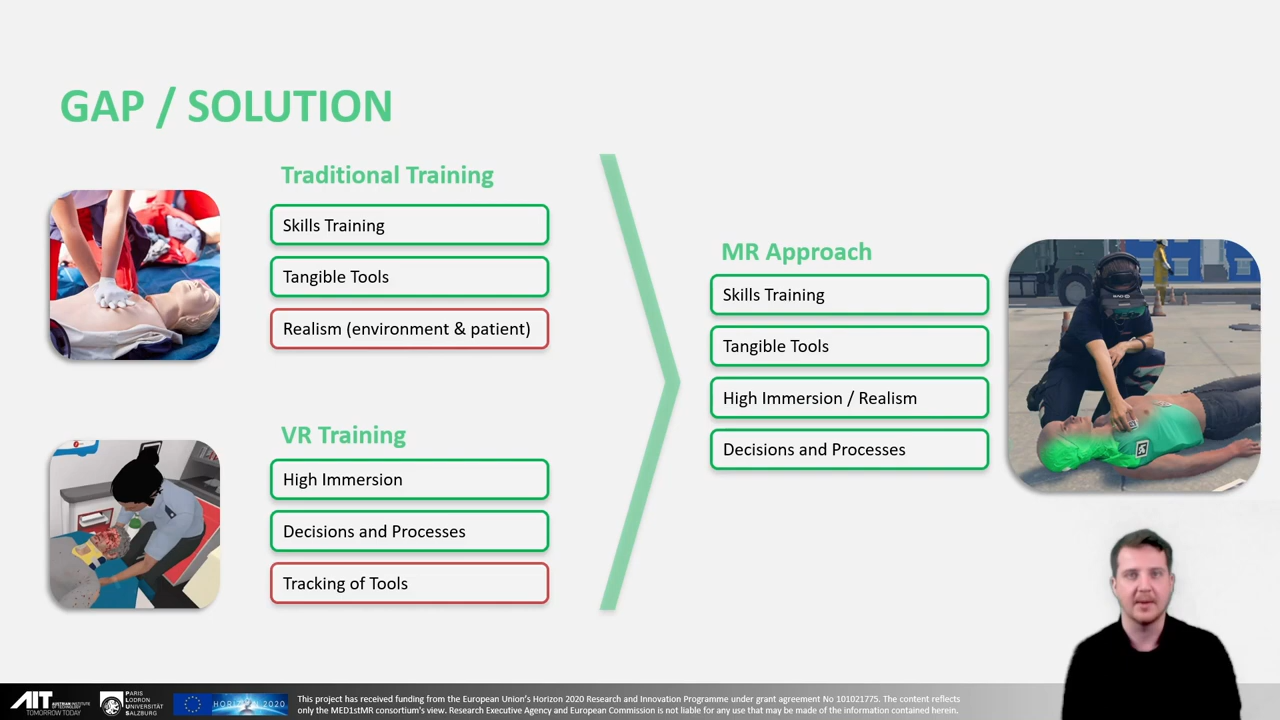 GAP / SOLUTION
Traditional Training
Skills Training
Tangible Tools
Realism (environment & patient)
VR Training
High Immersion
Decisions and Processes
Tracking of Tools
MR Approach
Skills Training
Tangible Tools
High Immersion / Realism
Decisions and Processes
AIT
AUSTRIAN INSTITUTE
OF TECHNOLOGY
TOMORROW TODAY
PARIS
LODRON
UNIVERSITÄT
SALZBURG
HORIZON 2020
This project has received funding from the European Union's Horizon 2020 Research and Innovation Programme under grant agreement No 101021775. The content reflects
only the MED1stMR consortium's view. Research Executive Agency and European Commission is not liable for any use that may be made of the information contained herein.